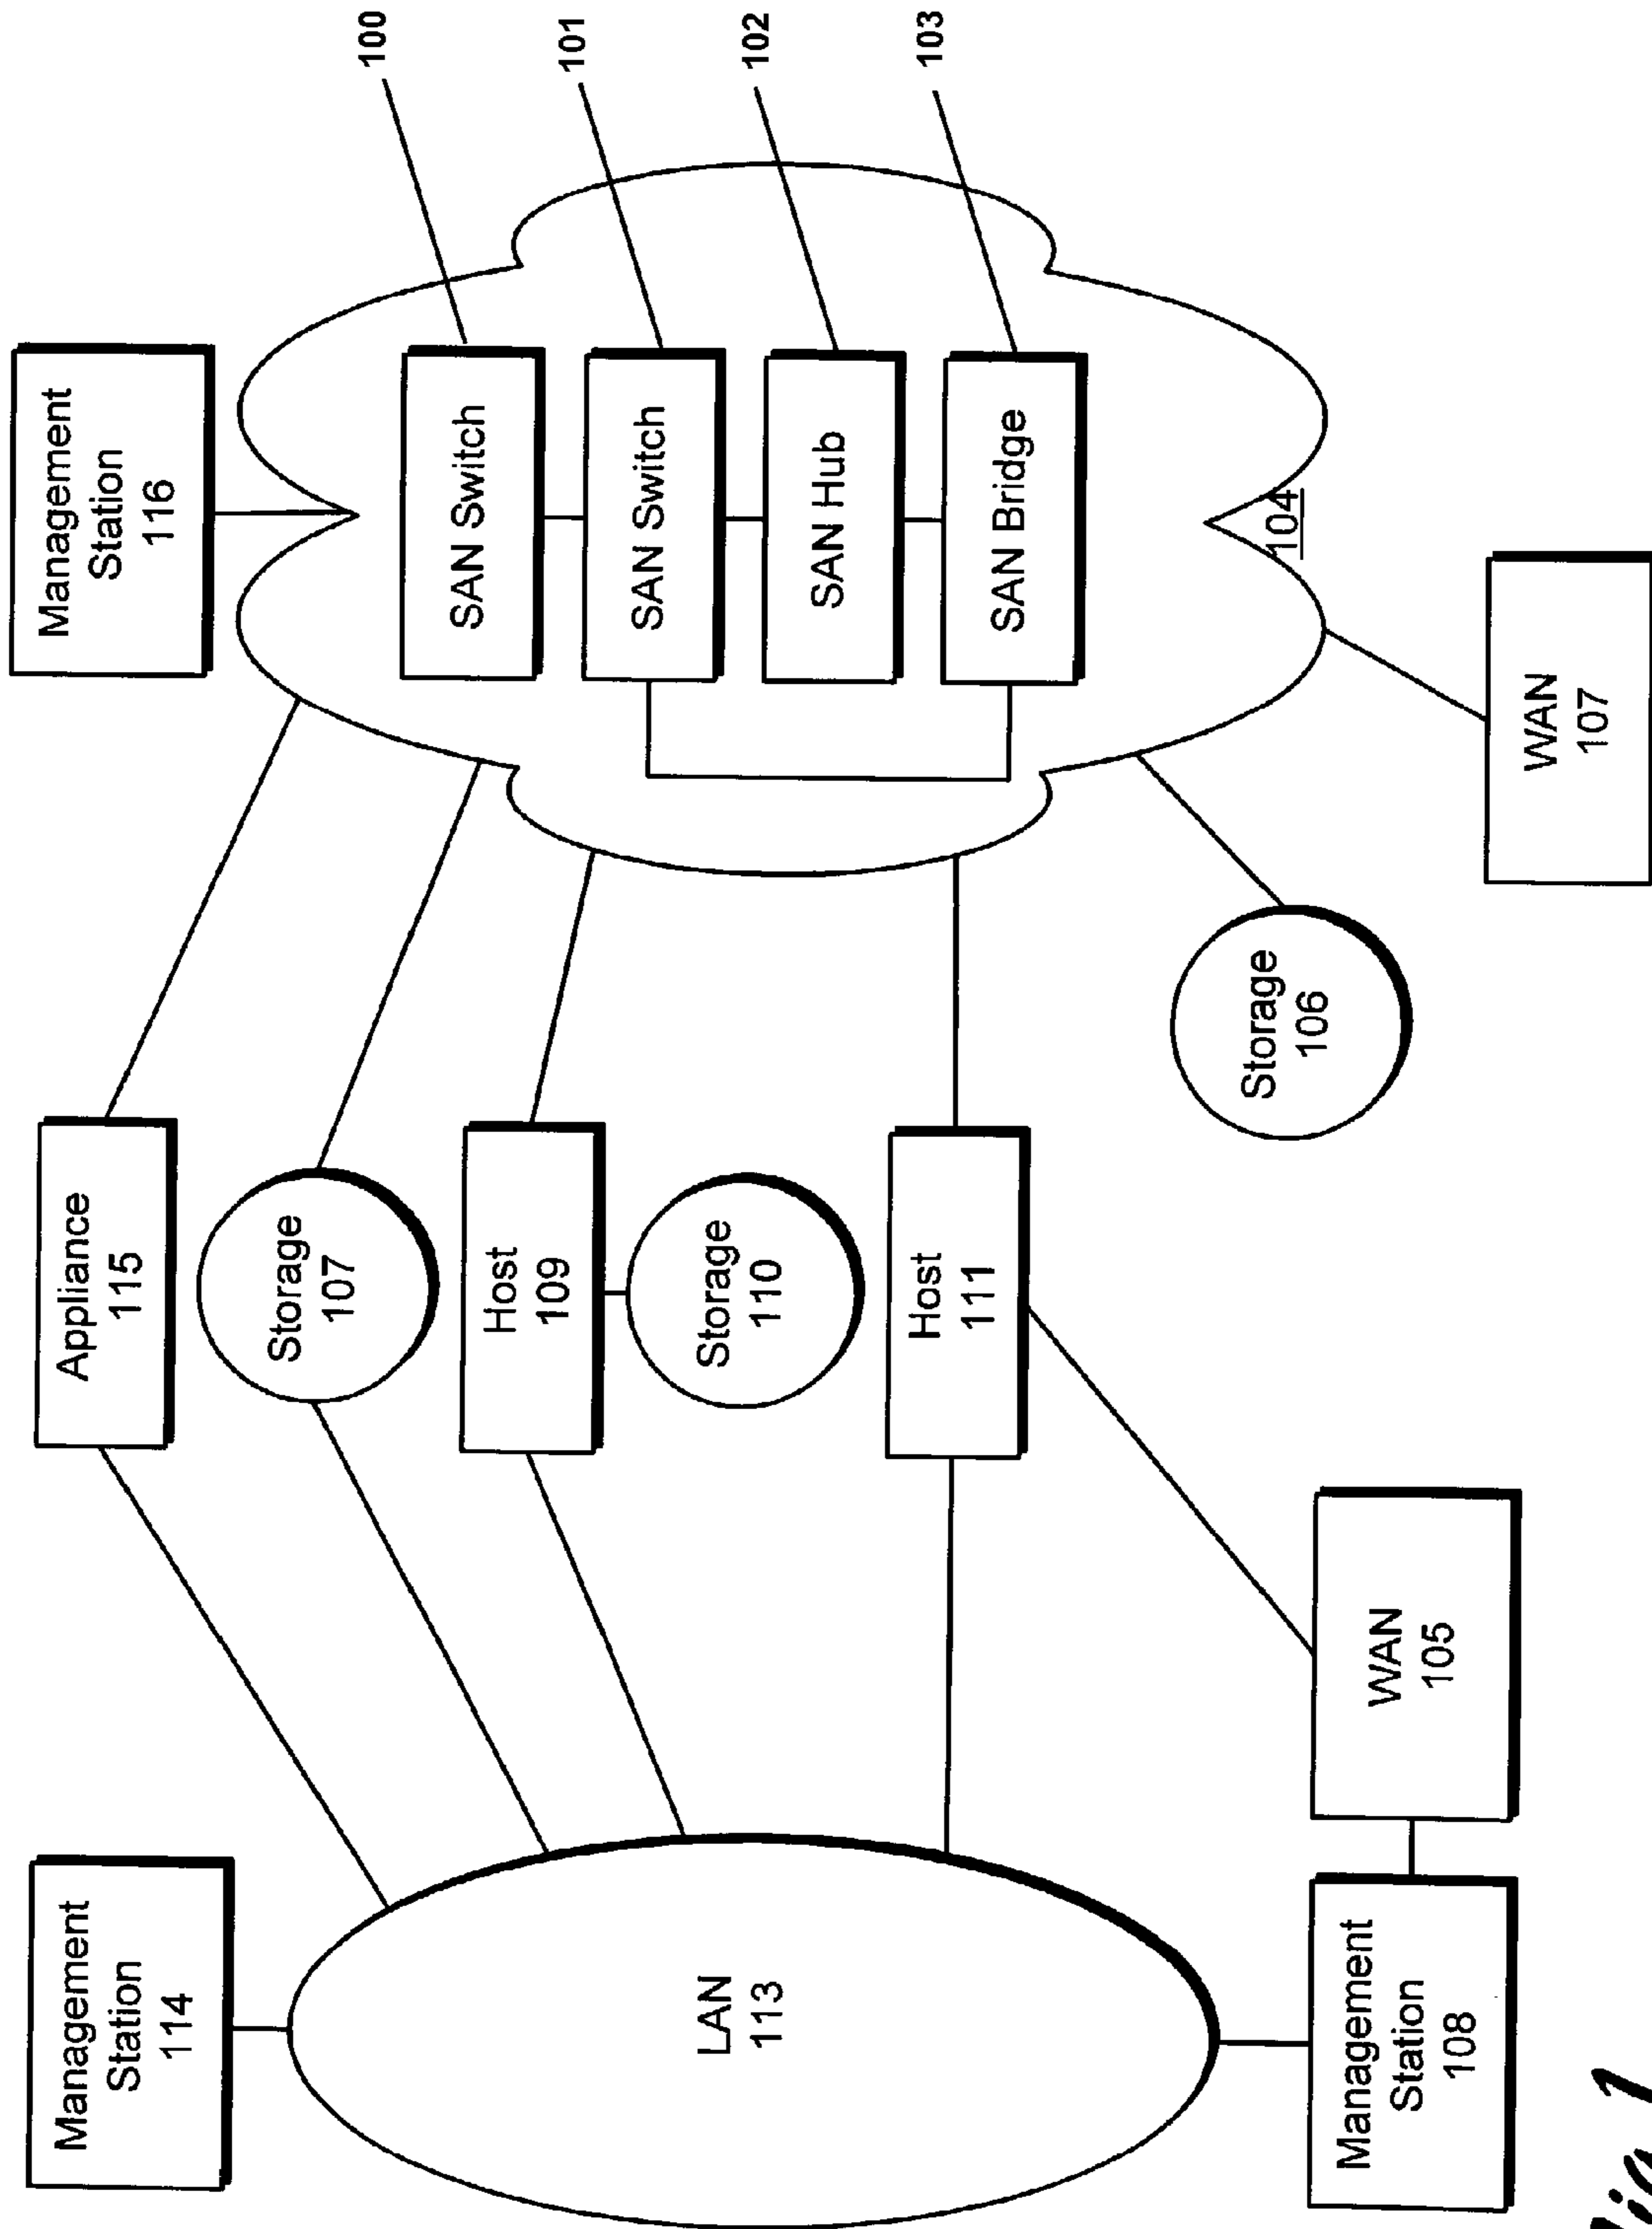 Management
Station
114
Appliance
115
Management
Station
116
Storage
107
Host
109
Storage
110
Host
111
LAN
113
SAN Switch
100
SAN Switch
101
SAN Hub
102
SAN Bridge
103
104
Storage
106
Management
Station
108
WAN
105
WAN
107
Fig. 1